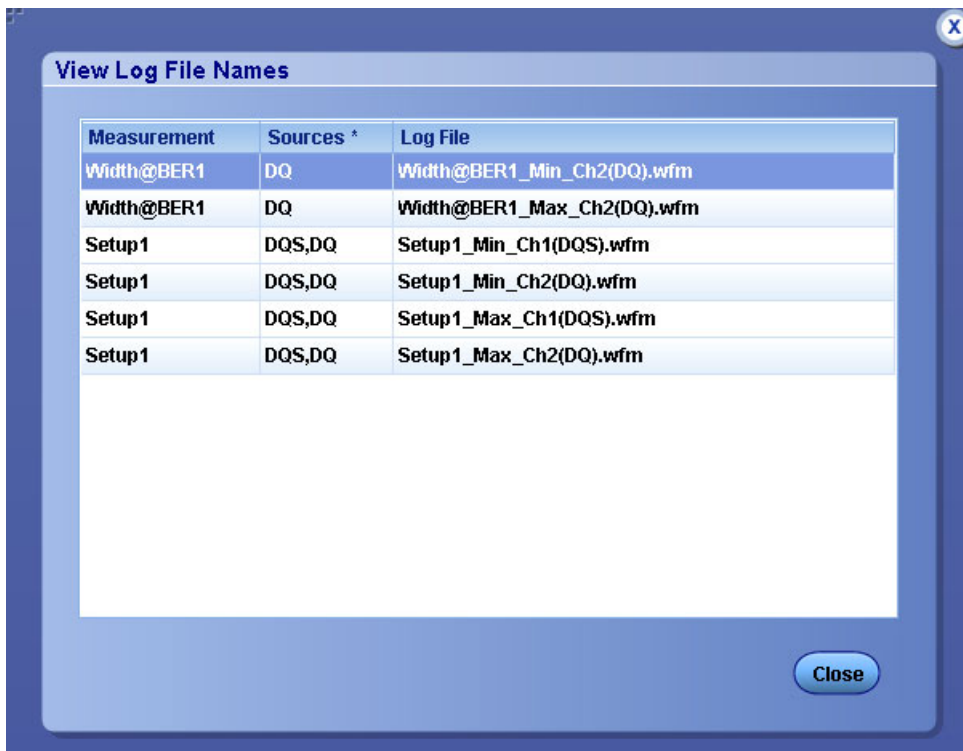 X
View Log File Names
Measurement Sources * Log File
Width@BER1 DQ Width@BER1_Min_Ch2(DQ).wfm
Width@BER1 DQ Width@BER1_Max_Ch2(DQ).wfm
Setup1 DQS,DQ Setup1_Min_Ch1(DQS).wfm
Setup1 DQS,DQ Setup1_Min_Ch2(DQ).wfm
Setup1 DQS,DQ Setup1_Max_Ch1(DQS).wfm
Setup1 DQS,DQ Setup1_Max_Ch2(DQ).wfm
Close